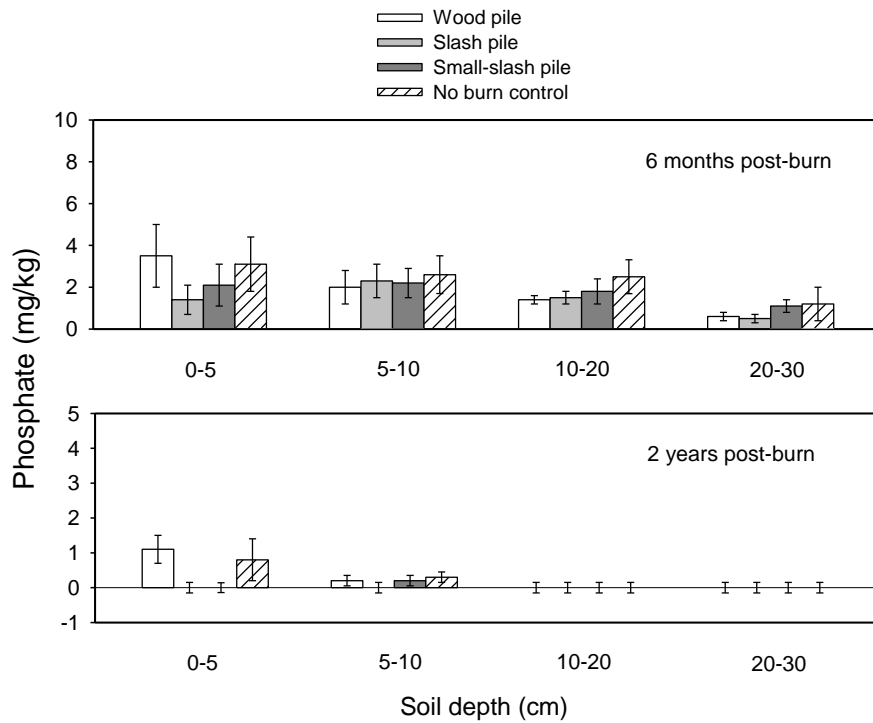 Wood pile
Slash pile
Small-slash pile
No burn control
10
8
6
4
2
0
6 months post-burn
0-5 5-10 10-20 20-30
Phosphate (mg/kg)
5
4
3
2
1
0
-1
2 years post-burn
0-5 5-10 10-20 20-30
Soil depth (cm)